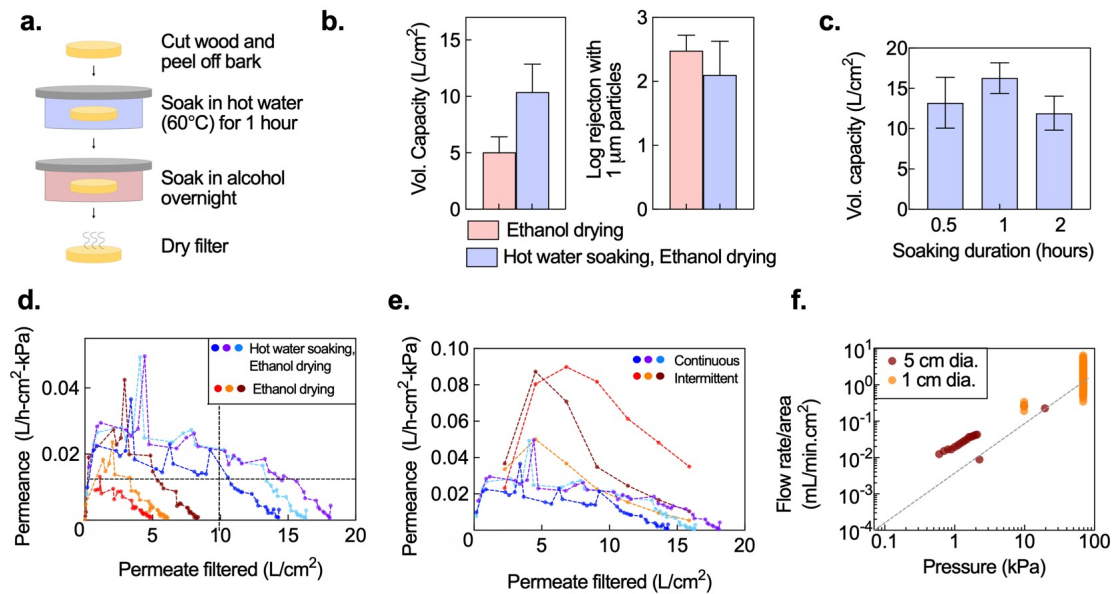 a.
Cut wood and
peel off bark
Soak in hot water
(60°C) for 1 hour
Soak in alcohol
overnight
Dry filter
b.
Vol. Capacity (L/cm²)
15
10
5
0
Log rejecton with
1 μm particles
3
2
1
0
Ethanol drying
Hot water soaking, Ethanol drying
c.
Vol. capacity (L/cm²)
20
15
10
5
0
0.5 1 2
Soaking duration (hours)
d.
Permeance (L/h-cm²-kPa)
0.04
0.02
0
0 5 10 15 20
Permeate filtered (L/cm²)
Hot water soaking,
Ethanol drying
Ethanol drying
e.
Permeance (L/h-cm²-kPa)
0.10
0.08
0.06
0.04
0.02
0
0 5 10 15 20
Permeate filtered (L/cm²)
Continuous
Intermittent
f.
Flow rate/area
(mL/min.cm²)
10¹
10⁰
10⁻¹
10⁻²
10⁻³
10⁻⁴
0.1 1 10 100
Pressure (kPa)
5 cm dia.
1 cm dia.